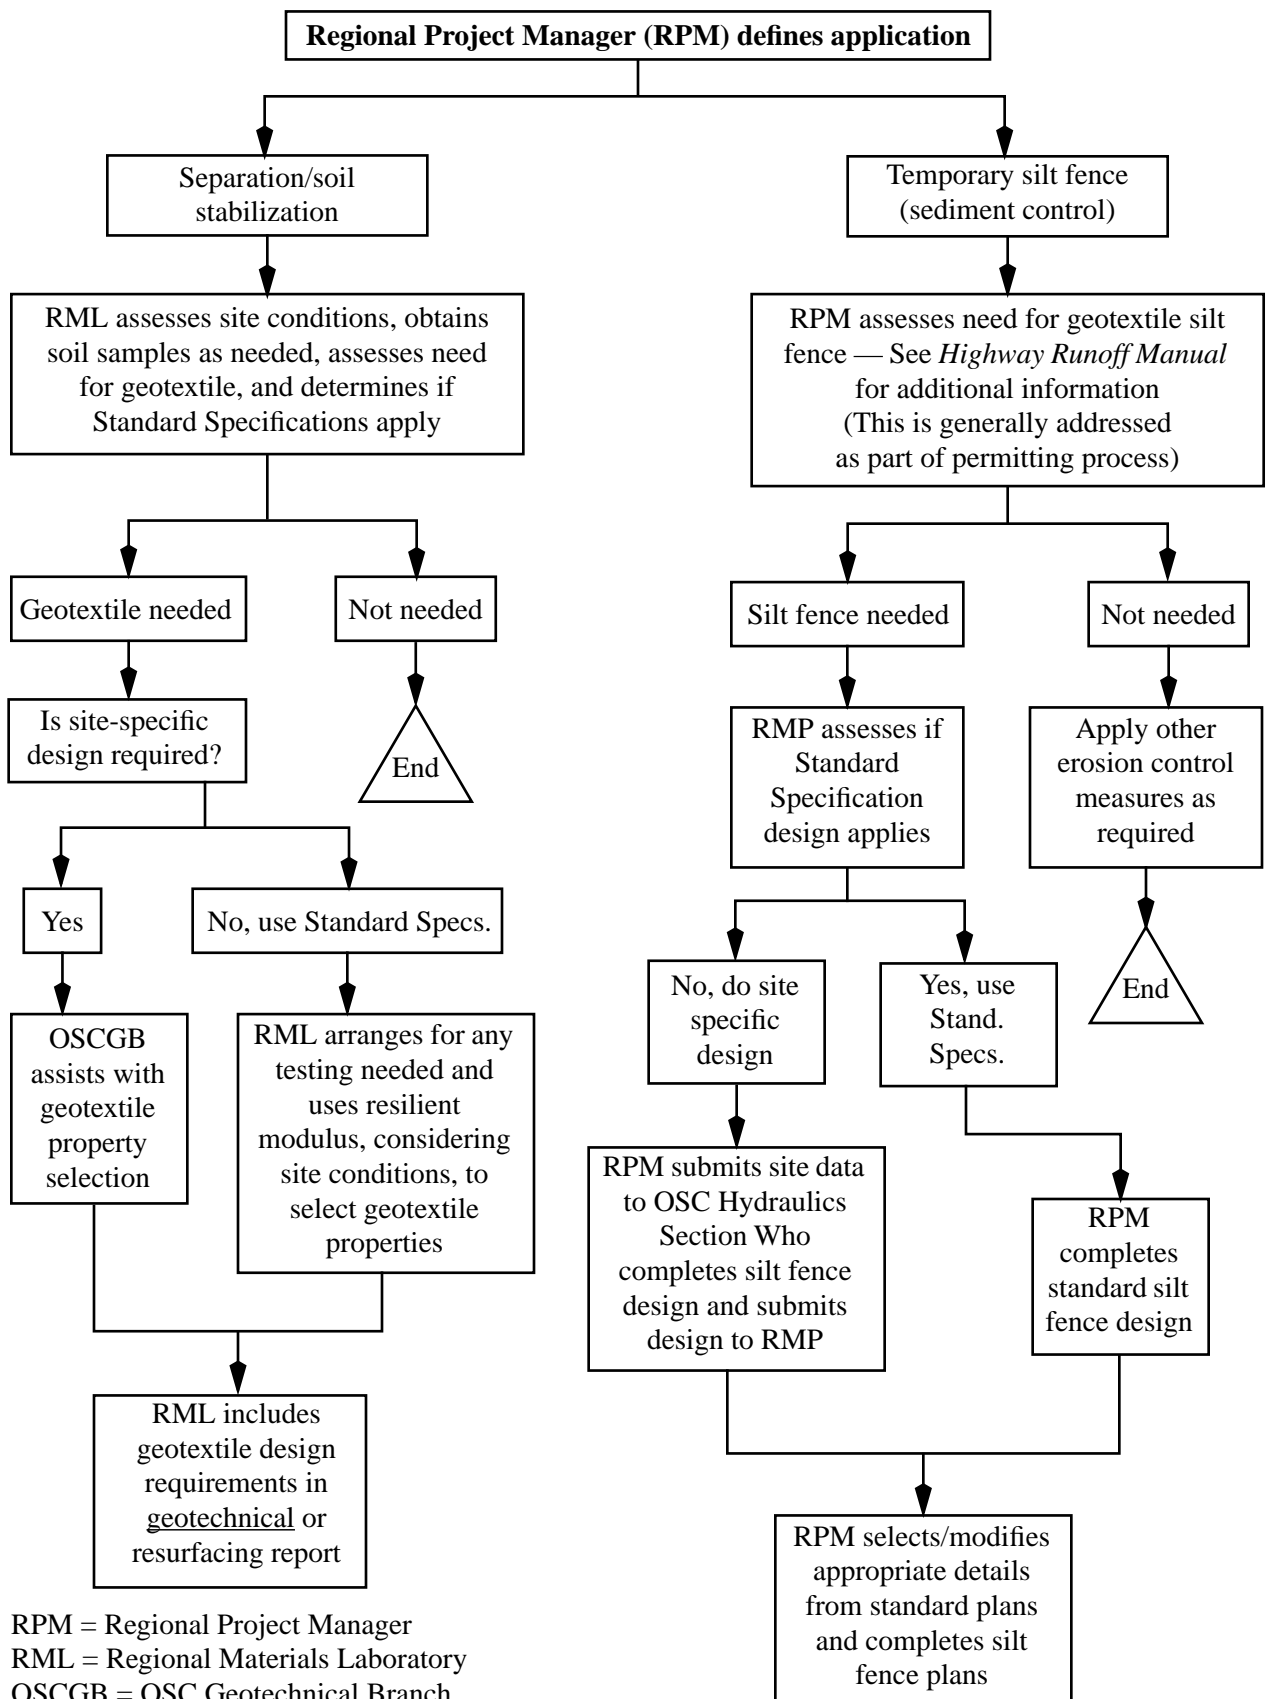 Regional Project Manager (RPM) defines application
Separation/soil
stabilization
Temporary silt fence
(sediment control)
RML assesses site conditions, obtains
soil samples as needed, assesses need
for geotextile, and determines if
Standard Specifications apply
RPM assesses need for geotextile silt
fence — See Highway Runoff Manual
for additional information
(This is generally addressed
as part of permitting process)
Geotextile needed
Not needed
Silt fence needed
Not needed
Is site-specific
design required?
End
RMP assesses if
Standard
Specification
design applies
Apply other
erosion control
measures as
required
Yes
No, use Standard Specs.
No, do site
specific
design
Yes, use
Stand.
Specs.
End
OSCGB
assists with
geotextile
property
selection
RML arranges for any
testing needed and
uses resilient
modulus, considering
site conditions, to
select geotextile
properties
RPM submits site data
to OSC Hydraulics
Section Who
completes silt fence
design and submits
design to RMP
RPM
completes
standard silt
fence design
RML includes
geotextile design
requirements in
geotechnical or
resurfacing report
RPM selects/modifies
appropriate details
from standard plans
and completes silt
fence plans
RPM = Regional Project Manager
RML = Regional Materials Laboratory
OSCGB = OSC Geotechnical Branch